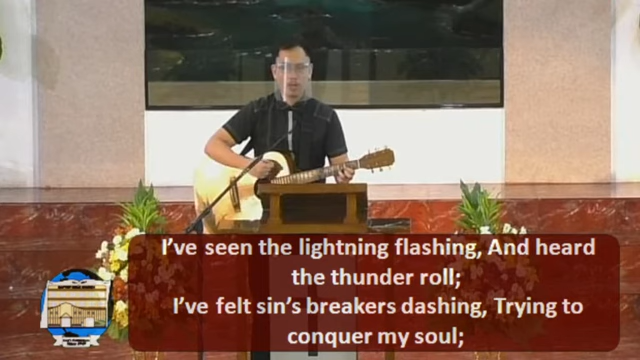 I've seen the lightning flashing, And heard
the thunder roll;
I've felt sin's breakers dashing, Trying to
conquer my soul;